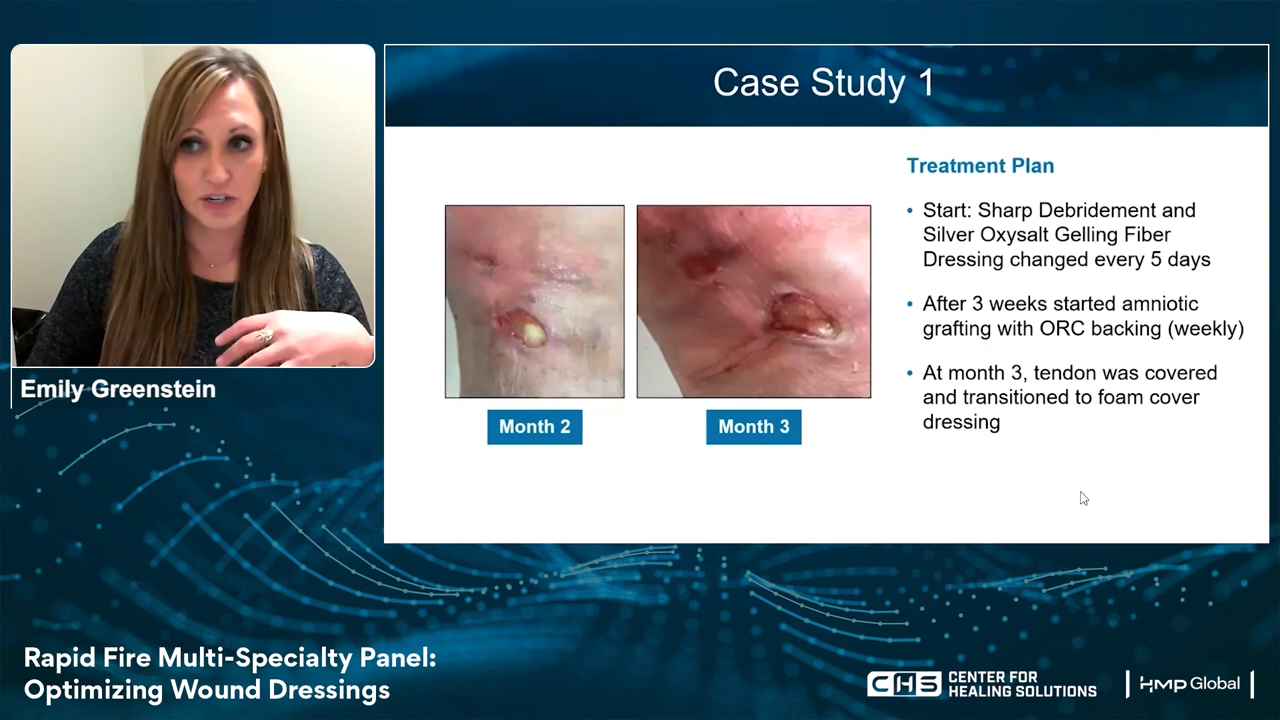 Case Study 1
Treatment Plan
• Start: Sharp Debridement and
Silver Oxysalt Gelling Fiber
Dressing changed every 5 days
• After 3 weeks started amniotic
grafting with ORC backing (weekly)
• At month 3, tendon was covered
and transitioned to foam cover
dressing
Month 2
Month 3
Emily Greenstein
Rapid Fire Multi-Specialty Panel:
Optimizing Wound Dressings
CHS
CENTER FOR
HEALING SOLUTIONS
HMP Global